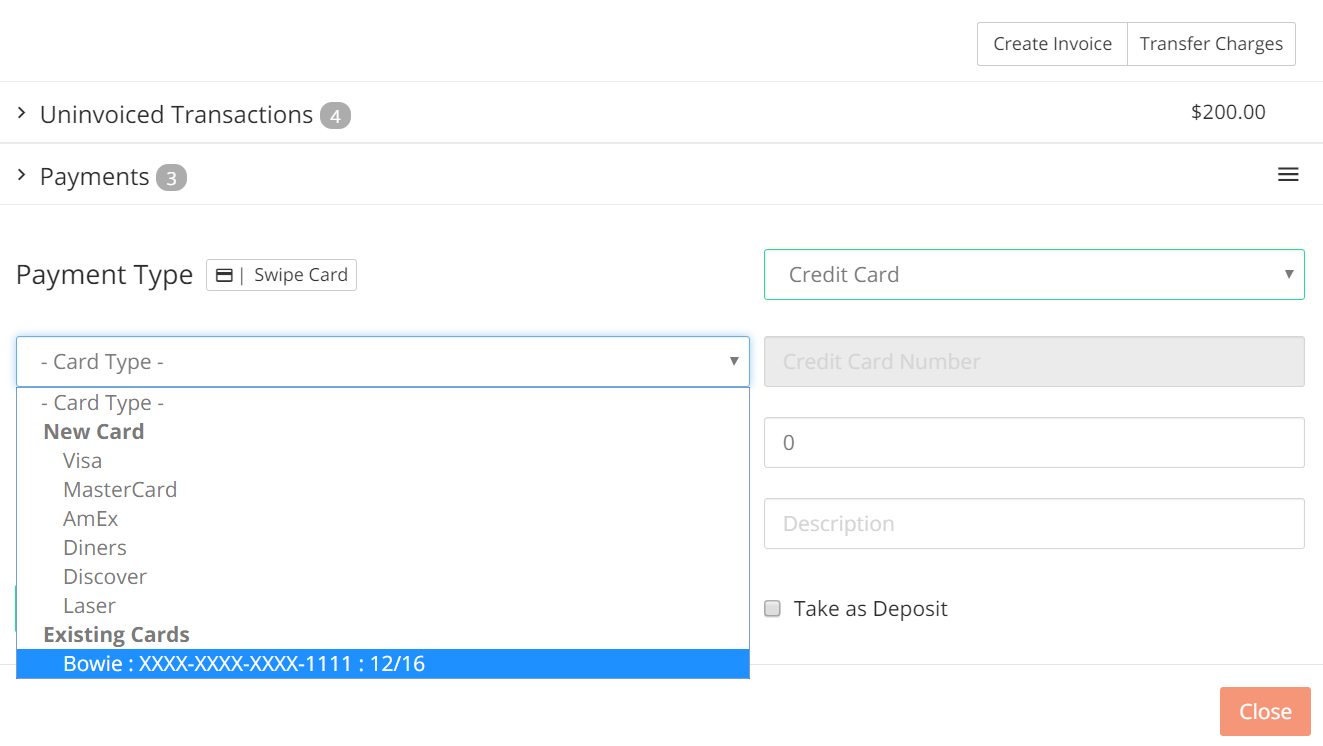 Create Invoice Transfer Charges
Uninvoiced Transactions 4 $200.00
Payments 3
Payment Type | Swipe Card Credit Card
- Card Type - Credit Card Number
- Card Type -
New Card
0
Visa
MasterCard
AmEx
Description
Diners
Discover
Laser
Take as Deposit
Existing Cards
Bowie : XXXX-XXXX-XXXX-1111 : 12/16
Close